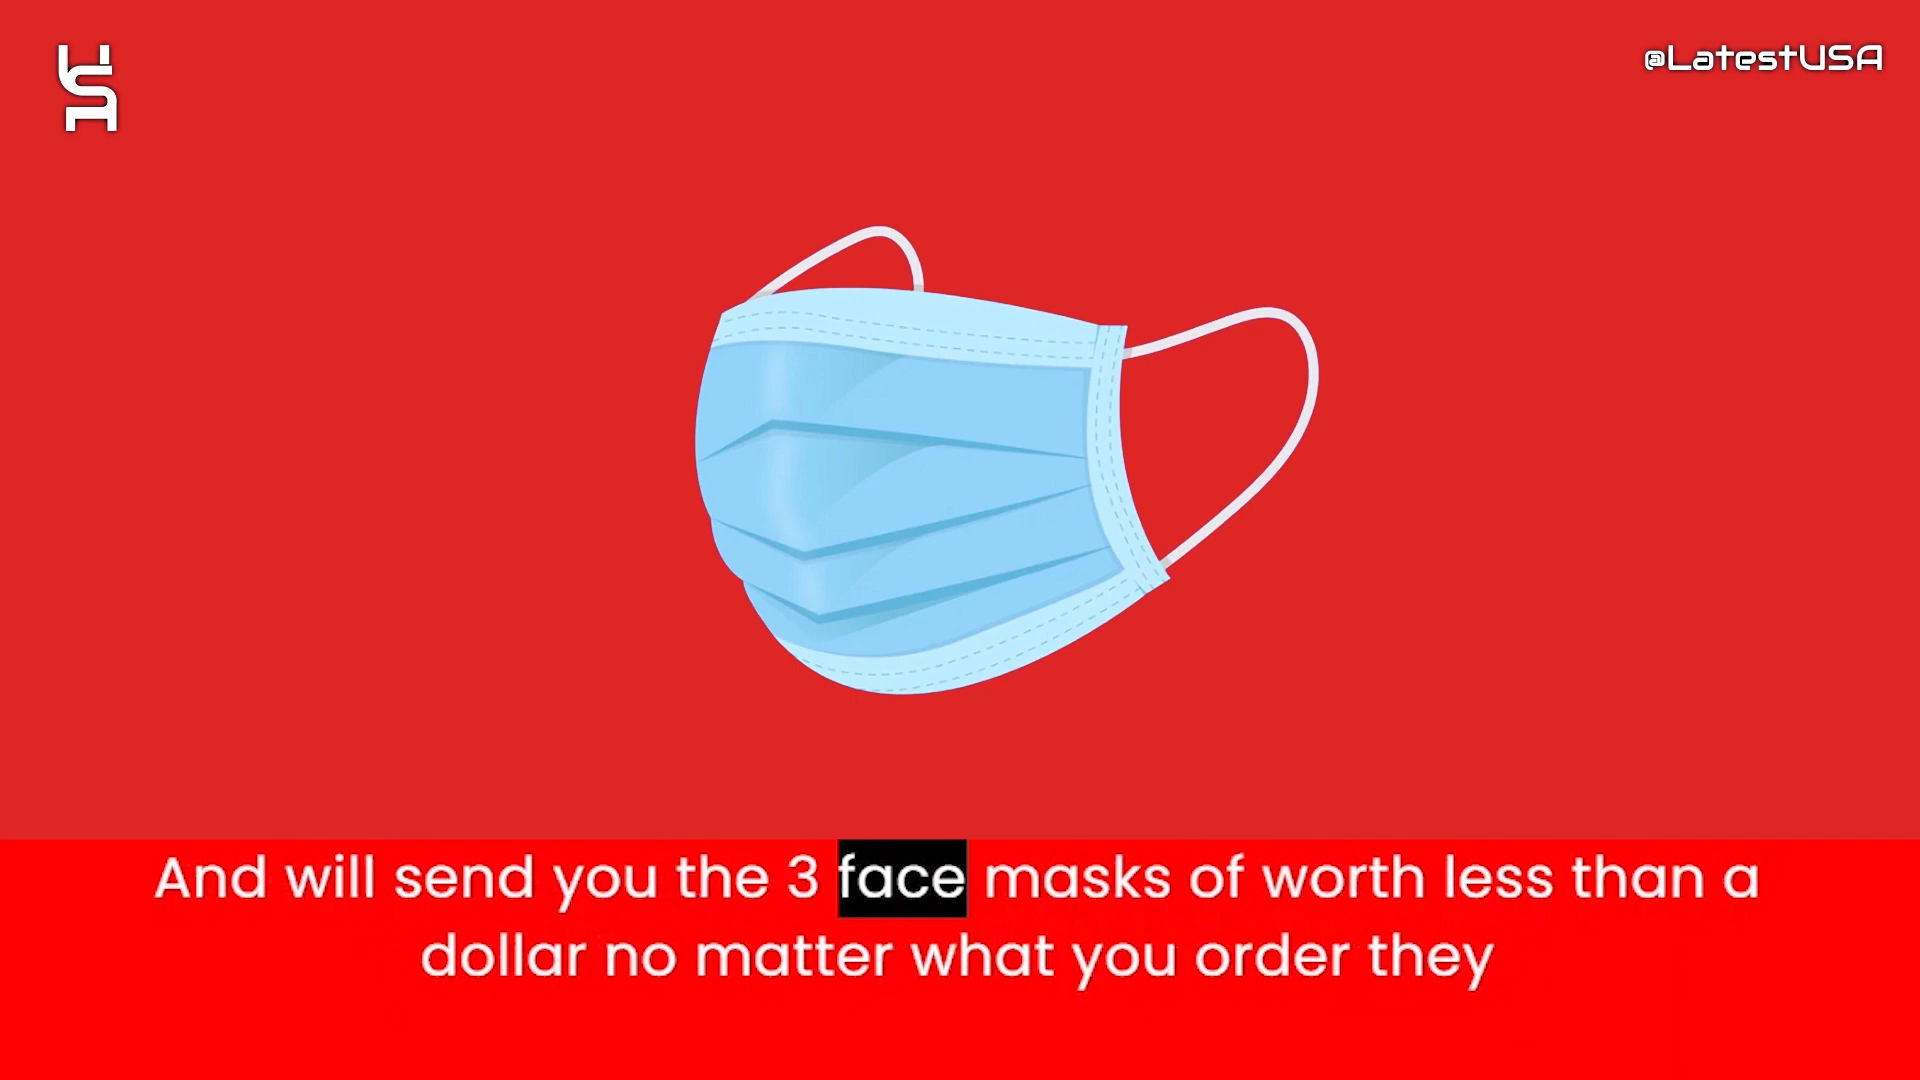 USA
@LatestUSA
And will send you the 3 face masks of worth less than a
dollar no matter what you order they